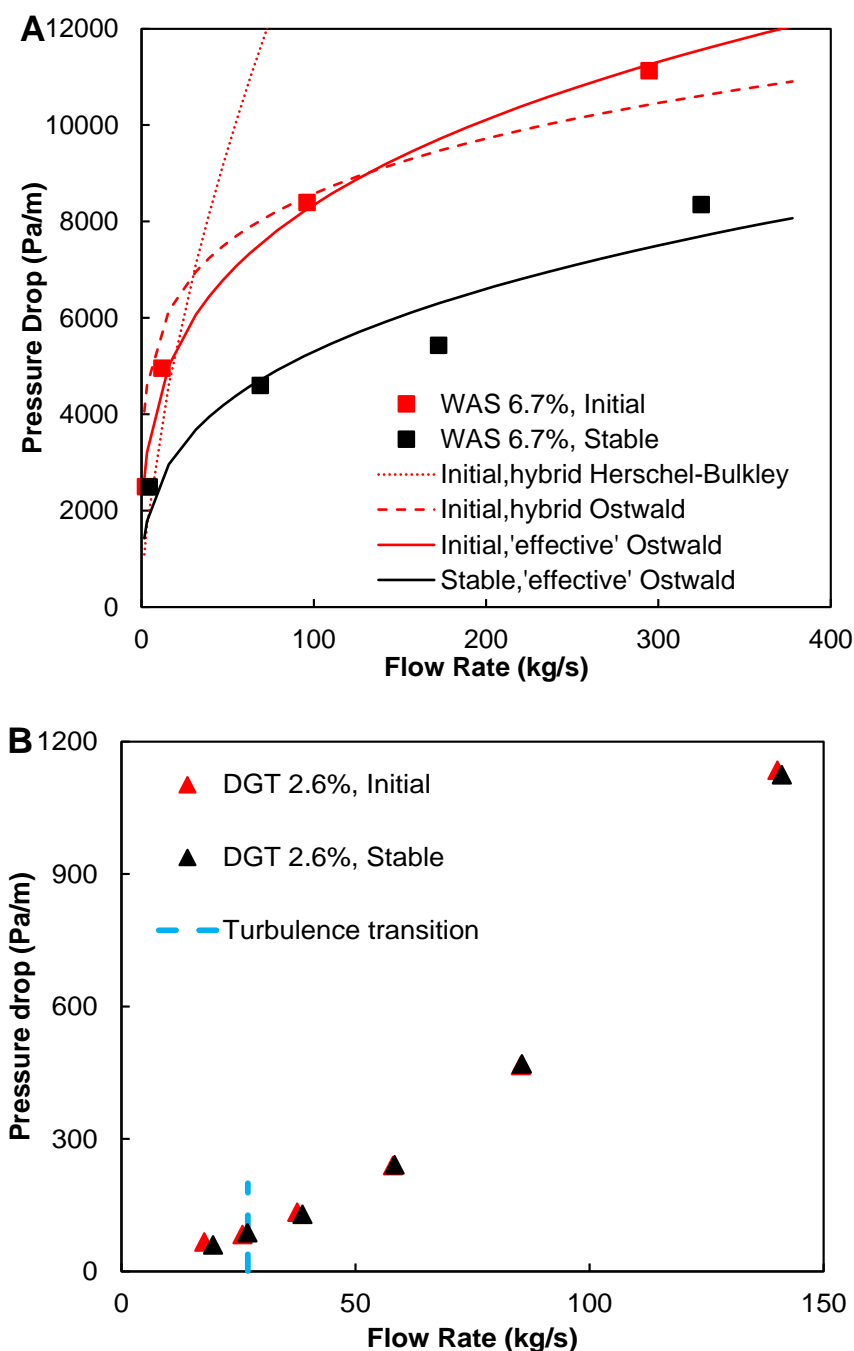 A
12000
10000
8000
6000
4000
2000
0
Pressure Drop (Pa/m)
WAS 6.7%, Initial
WAS 6.7%, Stable
Initial,hybrid Herschel-Bulkley
Initial,hybrid Ostwald
Initial,'effective' Ostwald
Stable,'effective' Ostwald
0 100 200 300 400
Flow Rate (kg/s)
B
1200
900
600
300
0
Pressure drop (Pa/m)
DGT 2.6%, Initial
DGT 2.6%, Stable
Turbulence transition
0 50 100 150
Flow Rate (kg/s)